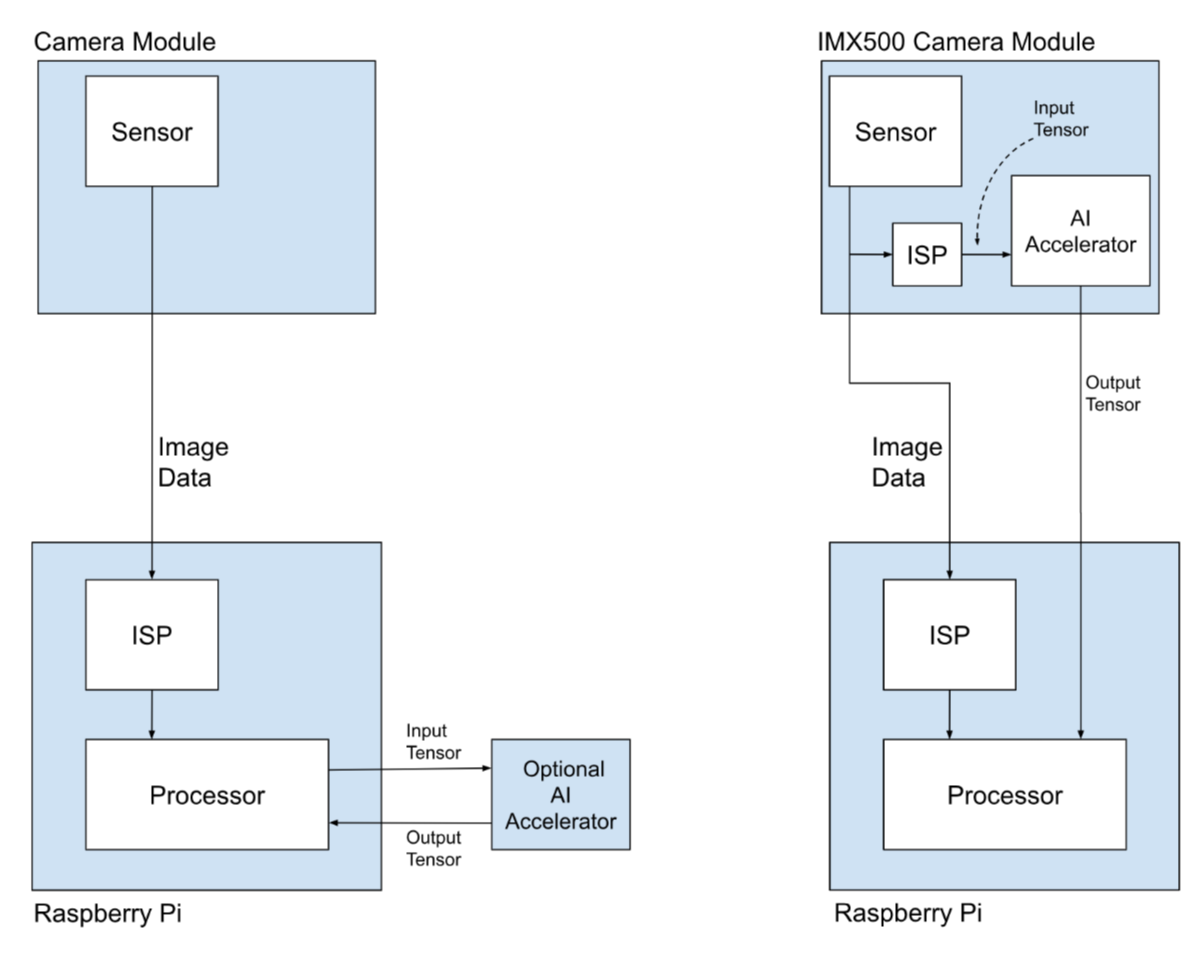 Camera Module
Sensor
Image
Data
ISP
Processor
Input
Tensor
Output
Tensor
Optional
AI
Accelerator
Raspberry Pi
IMX500 Camera Module
Sensor
Input
Tensor
ISP
AI
Accelerator
Output
Tensor
Image
Data
ISP
Processor
Raspberry Pi